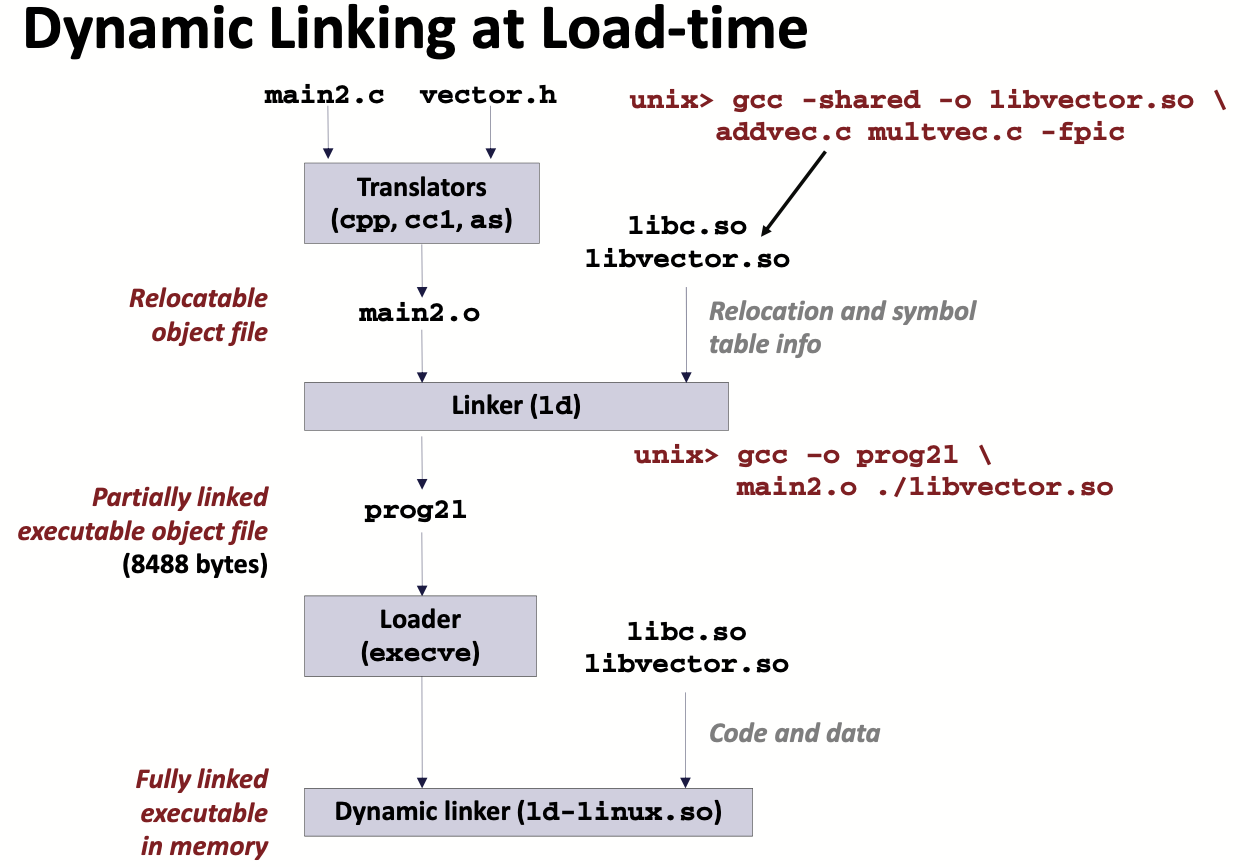 Dynamic Linking at Load-time
main2.c vector.h
unix> gcc -shared -o libvector.so \
addvec.c multvec.c -fpic
Translators
(cpp, cc1, as)
libc.so
libvector.so
Relocatable
object file
main2.o
Relocation and symbol
table info
Linker (ld)
unix> gcc -o prog2l \
main2.o ./libvector.so
Partially linked
executable object file
(8488 bytes)
prog2l
Loader
(execve)
libc.so
libvector.so
Code and data
Fully linked
executable
in memory
Dynamic linker (ld-linux.so)